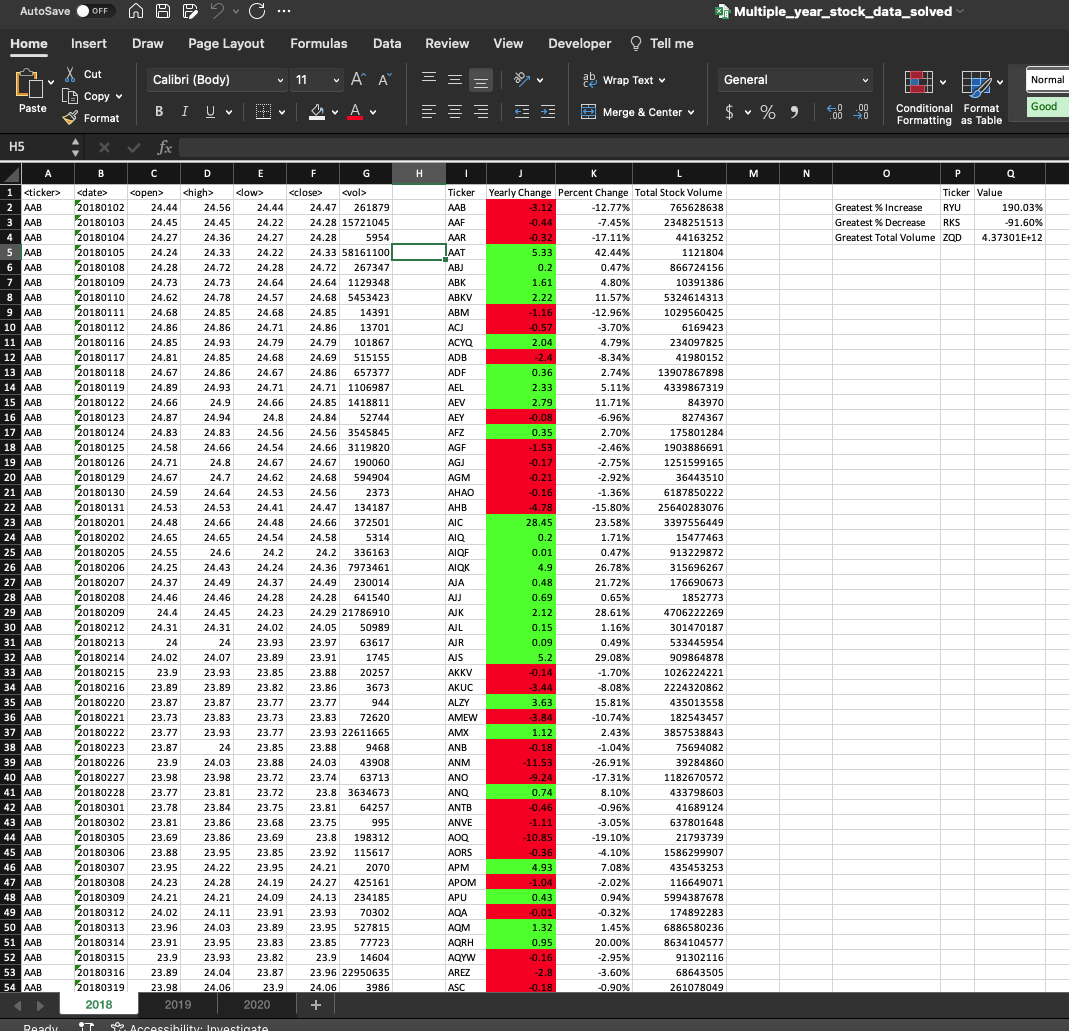 AutoSave OFF Multiple_year_stock_data_solved
Home Insert Draw Page Layout Formulas Data Review View Developer Tell me
Paste Cut Copy Format Calibri (Body) 11 A A Wrap Text General Conditional Formatting Format as Table Normal
B I U A Merge & Center $ % Good
H5 fx
A B C D E F G H I J K L M N O P Q
1 <ticker> <date> <open> <high> <low> <close> <vol> Ticker Yearly Change Percent Change Total Stock Volume Ticker Value
2 AAB 20180102 24.44 24.56 24.44 24.47 261879 AAB -3.12 -12.77% 765628638 Greatest % Increase RYU 190.03%
3 AAB 20180103 24.45 24.45 24.22 24.28 15721045 AAF -0.44 -7.45% 2348251513 Greatest % Decrease RKS -91.60%
4 AAB 20180104 24.27 24.36 24.27 24.28 5954 AAR -0.32 -17.11% 44163252 Greatest Total Volume ZQD 4.37301E+12
5 AAB 20180105 24.24 24.33 24.22 24.33 58161100 AAT 5.33 42.44% 1121804
6 AAB 20180108 24.28 24.72 24.28 24.72 267347 ABJ 0.2 0.47% 866724156
7 AAB 20180109 24.73 24.73 24.64 24.64 1129348 ABK 1.61 4.80% 10391386
8 AAB 20180110 24.62 24.78 24.57 24.68 5453423 ABKV 2.22 11.57% 5324614313
9 AAB 20180111 24.68 24.85 24.68 24.85 14391 ABM -1.16 -12.96% 1029560425
10 AAB 20180112 24.86 24.86 24.71 24.86 13701 ACJ -0.57 -3.70% 6169423
11 AAB 20180116 24.85 24.93 24.79 24.79 101867 ACYQ 2.04 4.79% 234097825
12 AAB 20180117 24.81 24.85 24.68 24.69 515155 ADB -2.4 -8.34% 41980152
13 AAB 20180118 24.67 24.86 24.67 24.86 657377 ADF 0.36 2.74% 13907867898
14 AAB 20180119 24.89 24.93 24.71 24.71 1106987 AEL 2.33 5.11% 4339867319
15 AAB 20180122 24.66 24.9 24.66 24.85 1418811 AEV 2.79 11.71% 843970
16 AAB 20180123 24.87 24.94 24.8 24.84 52744 AEY -0.08 -6.96% 8274367
17 AAB 20180124 24.83 24.83 24.56 24.56 3545845 AFZ 0.35 2.70% 175801284
18 AAB 20180125 24.58 24.66 24.54 24.66 3119820 AGF -1.53 -2.46% 1903886691
19 AAB 20180126 24.71 24.8 24.67 24.67 190060 AGJ -0.17 -2.75% 1251599165
20 AAB 20180129 24.67 24.7 24.62 24.68 594904 AGM -0.21 -2.92% 36443510
21 AAB 20180130 24.59 24.64 24.53 24.56 2373 AHAO -0.16 -1.36% 6187850222
22 AAB 20180131 24.53 24.53 24.41 24.47 134187 AHB -4.78 -15.80% 25640283076
23 AAB 20180201 24.48 24.66 24.48 24.66 372501 AIC 28.45 23.58% 3397556449
24 AAB 20180202 24.65 24.65 24.54 24.58 5314 AIQ 0.2 1.71% 15477463
25 AAB 20180205 24.55 24.6 24.2 24.2 336163 AIQF 0.01 0.47% 913229872
26 AAB 20180206 24.25 24.43 24.24 24.36 7973461 AIQK 4.9 26.78% 315696267
27 AAB 20180207 24.37 24.49 24.37 24.49 230014 AJA 0.48 21.72% 176690673
28 AAB 20180208 24.46 24.46 24.28 24.28 641540 AJJ 0.69 0.65% 1852773
29 AAB 20180209 24.4 24.45 24.23 24.29 21786910 AJK 2.12 28.61% 4706222269
30 AAB 20180212 24.31 24.31 24.02 24.05 50989 AJL 0.15 1.16% 301470187
31 AAB 20180213 24 24 23.93 23.97 63617 AJR 0.09 0.49% 533445954
32 AAB 20180214 24.02 24.07 23.89 23.91 1745 AJS 5.2 29.08% 909864878
33 AAB 20180215 23.9 23.93 23.85 23.88 20257 AKKV -0.14 -1.70% 1026224221
34 AAB 20180216 23.89 23.89 23.82 23.86 3673 AKUC -3.44 -8.08% 2224320862
35 AAB 20180220 23.87 23.87 23.77 23.77 944 ALZY 3.63 15.81% 435013558
36 AAB 20180221 23.73 23.83 23.73 23.83 72620 AMEW -3.84 -10.74% 182543457
37 AAB 20180222 23.77 23.93 23.77 23.93 22611665 AMX 1.12 2.43% 3857538843
38 AAB 20180223 23.87 24 23.85 23.88 9468 ANB -0.18 -1.04% 75694082
39 AAB 20180226 23.9 24.03 23.88 24.03 43908 ANM -11.53 -26.91% 39284860
40 AAB 20180227 23.98 23.98 23.72 23.74 63713 ANO -9.24 -17.31% 1182670572
41 AAB 20180228 23.77 23.81 23.72 23.8 3634673 ANQ 0.74 8.10% 433798603
42 AAB 20180301 23.78 23.84 23.75 23.81 64257 ANTB -0.46 -0.96% 41689124
43 AAB 20180302 23.81 23.86 23.68 23.75 995 ANVE -1.11 -3.05% 637801648
44 AAB 20180305 23.69 23.86 23.69 23.8 198312 AOQ -10.85 -19.10% 21793739
45 AAB 20180306 23.88 23.95 23.85 23.92 115617 AORS -0.36 -4.10% 1586299907
46 AAB 20180307 23.95 24.22 23.95 24.21 2070 APM 4.93 7.08% 435453253
47 AAB 20180308 24.23 24.28 24.19 24.27 425161 APOM -1.04 -2.02% 116649071
48 AAB 20180309 24.21 24.21 24.09 24.13 234185 APU 0.43 0.94% 5994387678
49 AAB 20180312 24.02 24.11 23.91 23.93 70302 AQA -0.01 -0.32% 174892283
50 AAB 20180313 23.96 24.03 23.89 23.95 527815 AQM 1.32 1.45% 6886580236
51 AAB 20180314 23.91 23.95 23.83 23.85 77723 AQRH 0.95 20.00% 8634104577
52 AAB 20180315 23.9 23.93 23.82 23.9 14604 AQYW -0.16 -2.95% 91302116
53 AAB 20180316 23.89 24.04 23.87 23.96 22950635 AREZ -2.8 -3.60% 68643505
54 AAB 20180319 23.98 24.06 23.9 24.06 3986 ASC -0.18 -0.90% 261078049
2018 2019 2020 +
Ready Accessibility: Investigate